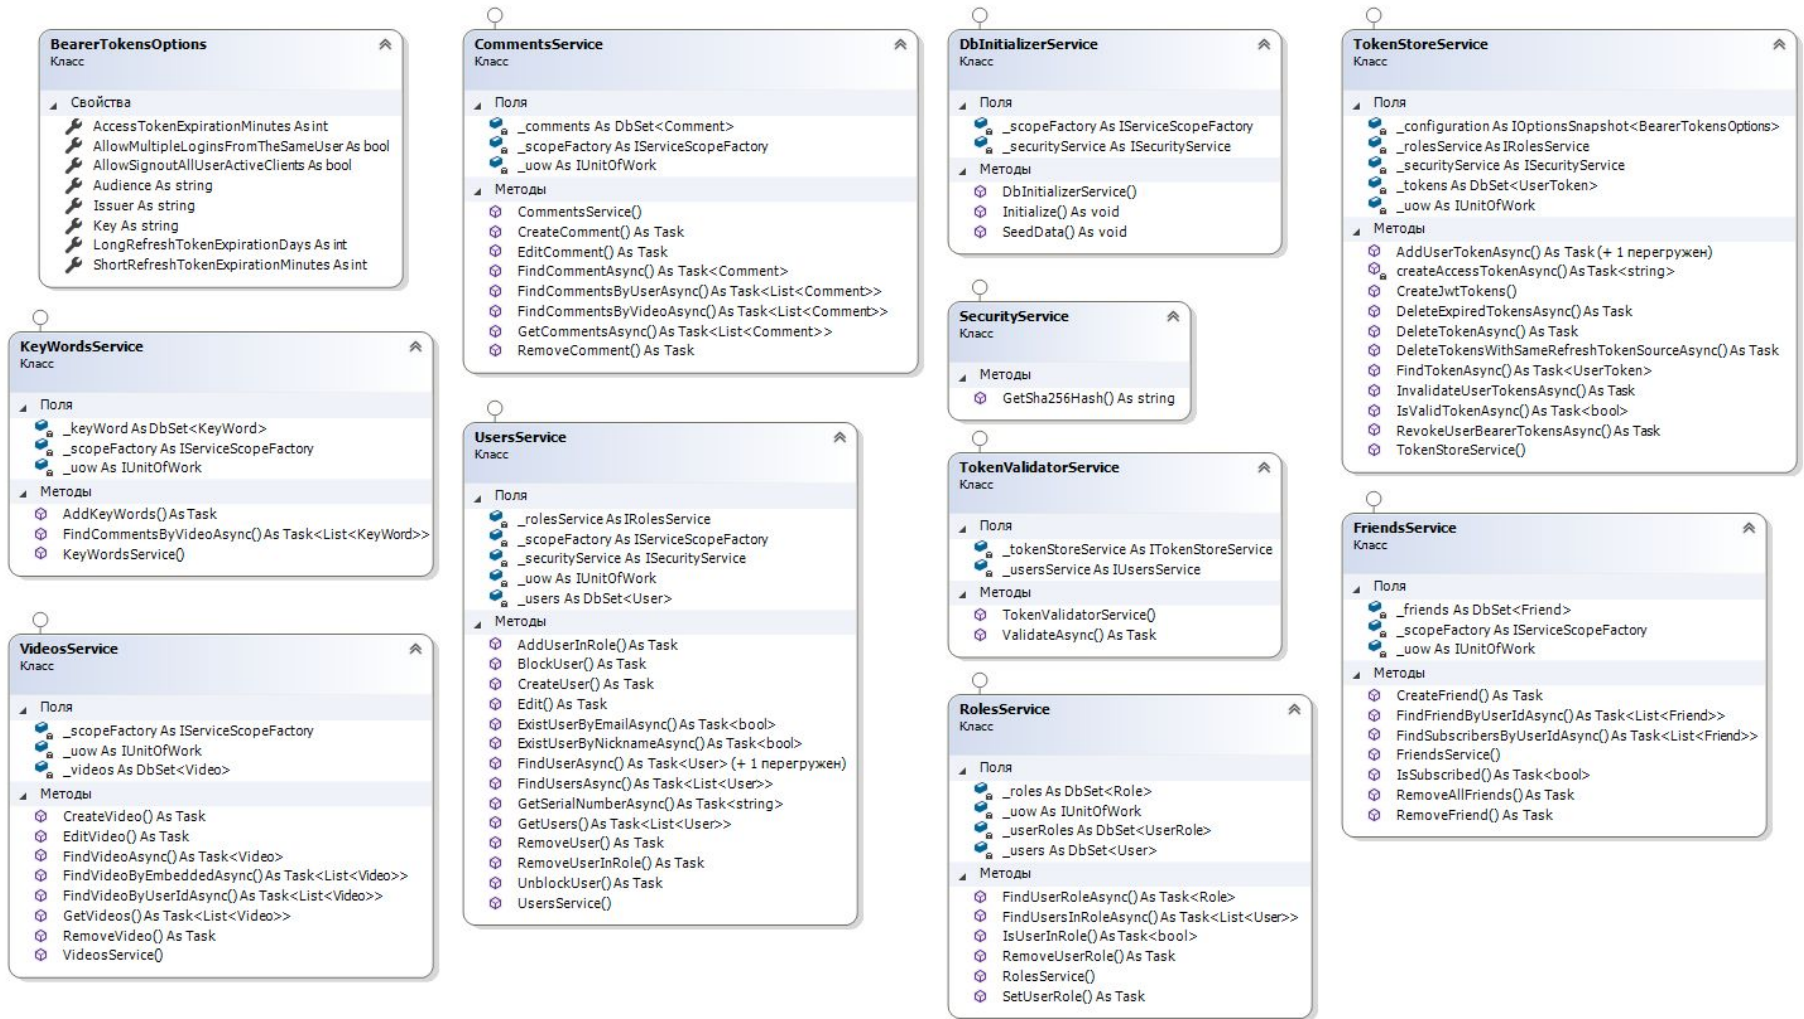 BearerTokensOptions
Класс
Свойства
AccessTokenExpirationMinutes As int
AllowMultipleLoginsFromTheSameUser As bool
AllowSignoutAllUserActiveClients As bool
Audience As string
Issuer As string
Key As string
LongRefreshTokenExpirationDays As int
ShortRefreshTokenExpirationMinutes As int
KeyWordsService
Класс
Поля
_keyWord As DbSet<KeyWord>
_scopeFactory As IServiceScopeFactory
_uow As IUnitOfWork
Методы
AddKeyWords() As Task
FindCommentsByVideoAsync() As Task<List<KeyWord>>
KeyWordsService()
VideosService
Класс
Поля
_scopeFactory As IServiceScopeFactory
_uow As IUnitOfWork
_videos As DbSet<Video>
Методы
CreateVideo() As Task
EditVideo() As Task
FindVideoAsync() As Task<Video>
FindVideoByEmbeddedAsync() As Task<List<Video>>
FindVideoByUserIdAsync() As Task<List<Video>>
GetVideos() As Task<List<Video>>
RemoveVideo() As Task
VideosService()
CommentsService
Класс
Поля
_comments As DbSet<Comment>
_scopeFactory As IServiceScopeFactory
_uow As IUnitOfWork
Методы
CommentsService()
CreateComment() As Task
EditComment() As Task
FindCommentAsync() As Task<Comment>
FindCommentsByUserAsync() As Task<List<Comment>>
FindCommentsByVideoAsync() As Task<List<Comment>>
GetCommentsAsync() As Task<List<Comment>>
RemoveComment() As Task
UsersService
Класс
Поля
_rolesService As IRolesService
_scopeFactory As IServiceScopeFactory
_securityService As ISecurityService
_uow As IUnitOfWork
_users As DbSet<User>
Методы
AddUserInRole() As Task
BlockUser() As Task
CreateUser() As Task
Edit() As Task
ExistUserByEmailAsync() As Task<bool>
ExistUserByNicknameAsync() As Task<bool>
FindUserAsync() As Task<User> (+ 1 перегружен)
FindUsersAsync() As Task<List<User>>
GetSerialNumberAsync() As Task<string>
GetUsers() As Task<List<User>>
RemoveUser() As Task
RemoveUserInRole() As Task
UnblockUser() As Task
UsersService()
DbInitializerService
Класс
Поля
_scopeFactory As IServiceScopeFactory
_securityService As ISecurityService
Методы
DbInitializerService()
Initialize() As void
SeedData() As void
SecurityService
Класс
Методы
GetSha256Hash() As string
TokenValidatorService
Класс
Поля
_tokenStoreService As ITokenStoreService
_usersService As IUsersService
Методы
TokenValidatorService()
ValidateAsync() As Task
RolesService
Класс
Поля
_roles As DbSet<Role>
_uow As IUnitOfWork
_userRoles As DbSet<UserRole>
_users As DbSet<User>
Методы
FindUserRoleAsync() As Task<Role>
FindUsersInRoleAsync() As Task<List<User>>
IsUserInRole() As Task<bool>
RemoveUserRole() As Task
RolesService()
SetUserRole() As Task
TokenStoreService
Класс
Поля
_configuration As IOptionsSnapshot<BearerTokensOptions>
_rolesService As IRolesService
_securityService As ISecurityService
_tokens As DbSet<UserToken>
_uow As IUnitOfWork
Методы
AddUserTokenAsync() As Task (+ 1 перегружен)
createAccessTokenAsync() As Task<string>
CreateJwtTokens()
DeleteExpiredTokensAsync() As Task
DeleteTokenAsync() As Task
DeleteTokensWithSameRefreshTokenSourceAsync() As Task
FindTokenAsync() As Task<UserToken>
InvalidateUserTokensAsync() As Task
IsValidTokenAsync() As Task<bool>
RevokeUserBearerTokensAsync() As Task
TokenStoreService()
FriendsService
Класс
Поля
_friends As DbSet<Friend>
_scopeFactory As IServiceScopeFactory
_uow As IUnitOfWork
Методы
CreateFriend() As Task
FindFriendByUserIdAsync() As Task<List<Friend>>
FindSubscribersByUserIdAsync() As Task<List<Friend>>
FriendsService()
IsSubscribed() As Task<bool>
RemoveAllFriends() As Task
RemoveFriend() As Task